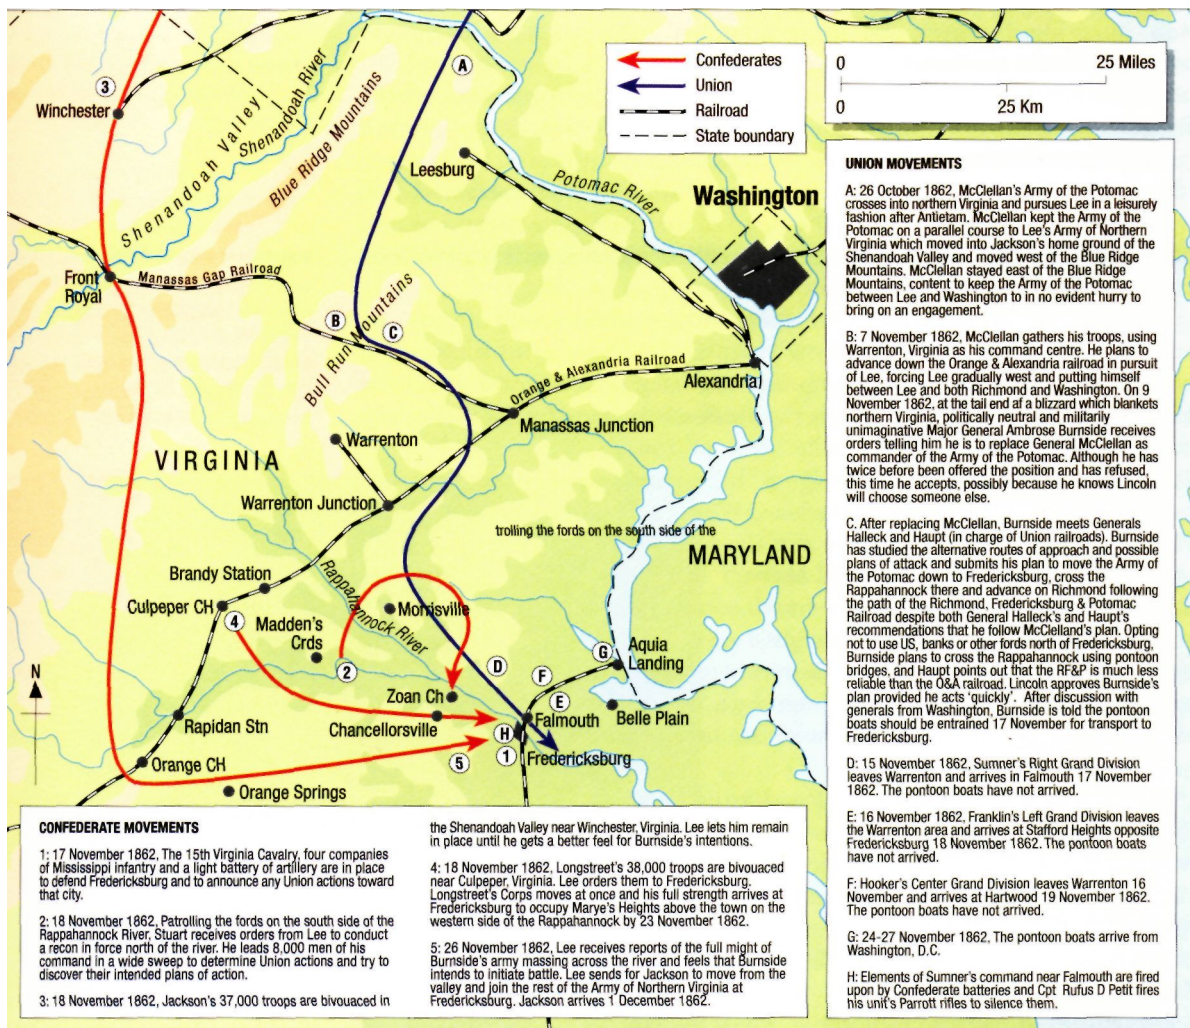 Confederates
Union
Railroad
State boundary
0
25 Miles
0
25 Km
3
Winchester
Shenandoah Valley
Shenandoah River
Blue Ridge Mountains
A
Leesburg
Potomac River
Washington
Front
Royal
Manassas Gap Railroad
B
C
Bull Run Mountains
Orange & Alexandria Railroad
Alexandria
Manassas Junction
Warrenton
VIRGINIA
Warrenton Junction
trolling the fords on the south side of the
MARYLAND
Brandy Station
Rappahannock River
Culpeper CH
Morrisville
4
Madden's
Crds
2
D
G
Aquia
Landing
F
N
Zoan Ch
E
Rapidan Stn
Chancellorsville
Falmouth
Belle Plain
H
1
5
Fredericksburg
Orange CH
Orange Springs
UNION MOVEMENTS
A: 26 October 1862, McClellan's Army of the Potomac
crosses into northern Virginia and pursues Lee in a leisurely
fashion after Antietam. McClellan kept the Army of the
Potomac on a parallel course to Lee's Army of Northern
Virginia which moved into Jackson's home ground of the
Shenandoah Valley and moved west of the Blue Ridge
Mountains. McClellan stayed east of the Blue Ridge
Mountains, content to keep the Army of the Potomac
between Lee and Washington to in no evident hurry to
bring on an engagement.
B: 7 November 1862, McClellan gathers his troops, using
Warrenton, Virginia as his command centre. He plans to
advance down the Orange & Alexandria railroad in pursuit
of Lee, forcing Lee gradually west and putting himself
between Lee and both Richmond and Washington. On 9
November 1862, at the tail end af a blizzard which blankets
northern Virginia, politically neutral and militarily
unimaginative Major General Ambrose Burnside receives
orders telling him he is to replace General McClellan as
commander of the Army of the Potomac. Although he has
twice before been offered the position and has refused,
this time he accepts, possibly because he knows Lincoln
will choose someone else.
C. After replacing McClellan, Burnside meets Generals
Halleck and Haupt (in charge of Union railroads). Burnside
has studied the alternative routes of approach and possible
plans of attack and submits his plan to move the Army of
the Potomac down to Fredericksburg, cross the
Rappahannock there and advance on Richmond following
the path of the Richmond, Fredericksburg & Potomac
Railroad despite both General Halleck's and Haupt's
recommendations that he follow McClelland's plan. Opting
not to use US, banks or other fords north of Fredericksburg,
Burnside plans to cross the Rappahannock using pontoon
bridges, and Haupt points out that the RF&P is much less
reliable than the O&A railroad. Lincoln approves Burnside's
plan provided he acts 'quickly'. After discussion with
generals from Washington, Burnside is told the pontoon
boats should be entrained 17 November for transport to
Fredericksburg.
D: 15 November 1862, Sumner's Right Grand Division
leaves Warrenton and arrives in Falmouth 17 November
1862. The pontoon boats have not arrived.
E: 16 November 1862, Franklin's Left Grand Division leaves
the Warrenton area and arrives at Stafford Heights opposite
Fredericksburg 18 November 1862. The pontoon boats
have not arrived.
F: Hooker's Center Grand Division leaves Warrenton 16
November and arrives at Hartwood 19 November 1862.
The pontoon boats have not arrived.
G: 24-27 November 1862, The pontoon boats arrive from
Washington, D.C.
H: Elements of Sumner's command near Falmouth are fired
upon by Confederate batteries and Cpt Rufus D Petit fires
his unit's Parrott rifles to silence them.
CONFEDERATE MOVEMENTS
1: 17 November 1862, The 15th Virginia Cavalry, four companies
of Mississippi infantry and a light battery of artillery are in place
to defend Fredericksburg and to announce any Union actions toward
that city.
2: 18 November 1862, Patrolling the fords on the south side of the
Rappahannock River, Stuart receives orders from Lee to conduct
a recon in force north of the river. He leads 8,000 men of his
command in a wide sweep to determine Union actions and try to
discover their intended plans of action.
3: 18 November 1862, Jackson's 37,000 troops are bivouaced in
the Shenandoah Valley near Winchester, Virginia. Lee lets him remain
in place until he gets a better feel for Burnside's intentions.
4: 18 November 1862, Longstreet's 38,000 troops are bivouaced
near Culpeper, Virginia. Lee orders them to Fredericksburg.
Longstreet's Corps moves at once and his full strength arrives at
Fredericksburg to occupy Marye's Heights above the town on the
western side of the Rappahannock by 23 November 1862.
5: 26 November 1862, Lee receives reports of the full might of
Burnside's army massing across the river and feels that Burnside
intends to initiate battle. Lee sends for Jackson to move from the
valley and join the rest of the Army of Northern Virginia at
Fredericksburg. Jackson arrives 1 December 1862.